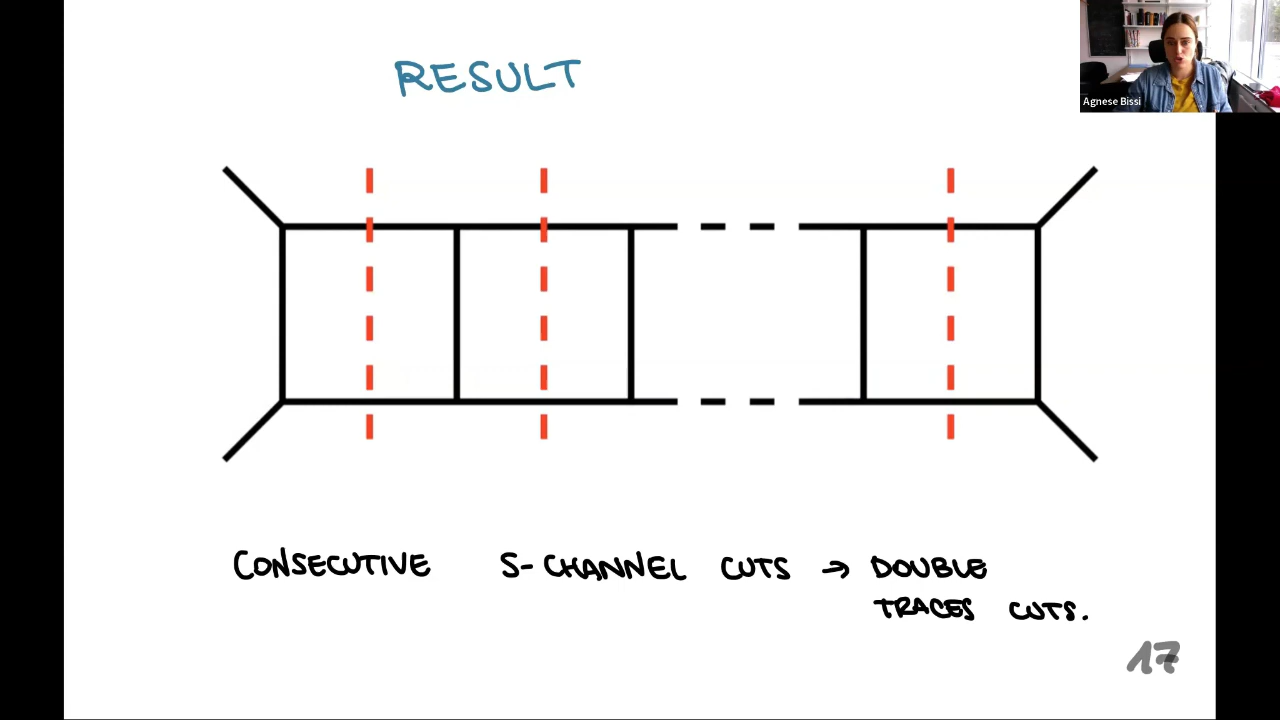 RESULT
Agnese Bissi
CONSECUTIVE S-CHANNEL CUTS → DOUBLE
TRACES CUTS.
17